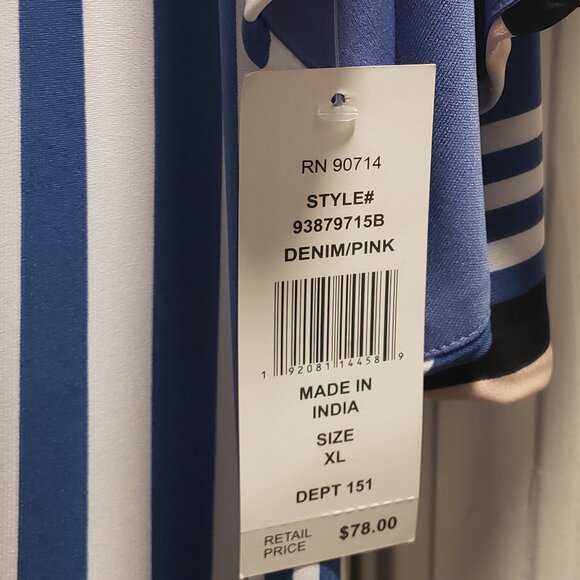 RN 90714
STYLE#
93879715B
DENIM/PINK
1 92081 14458 9
MADE IN
INDIA
SIZE
XL
DEPT 151
RETAIL
PRICE $78.00